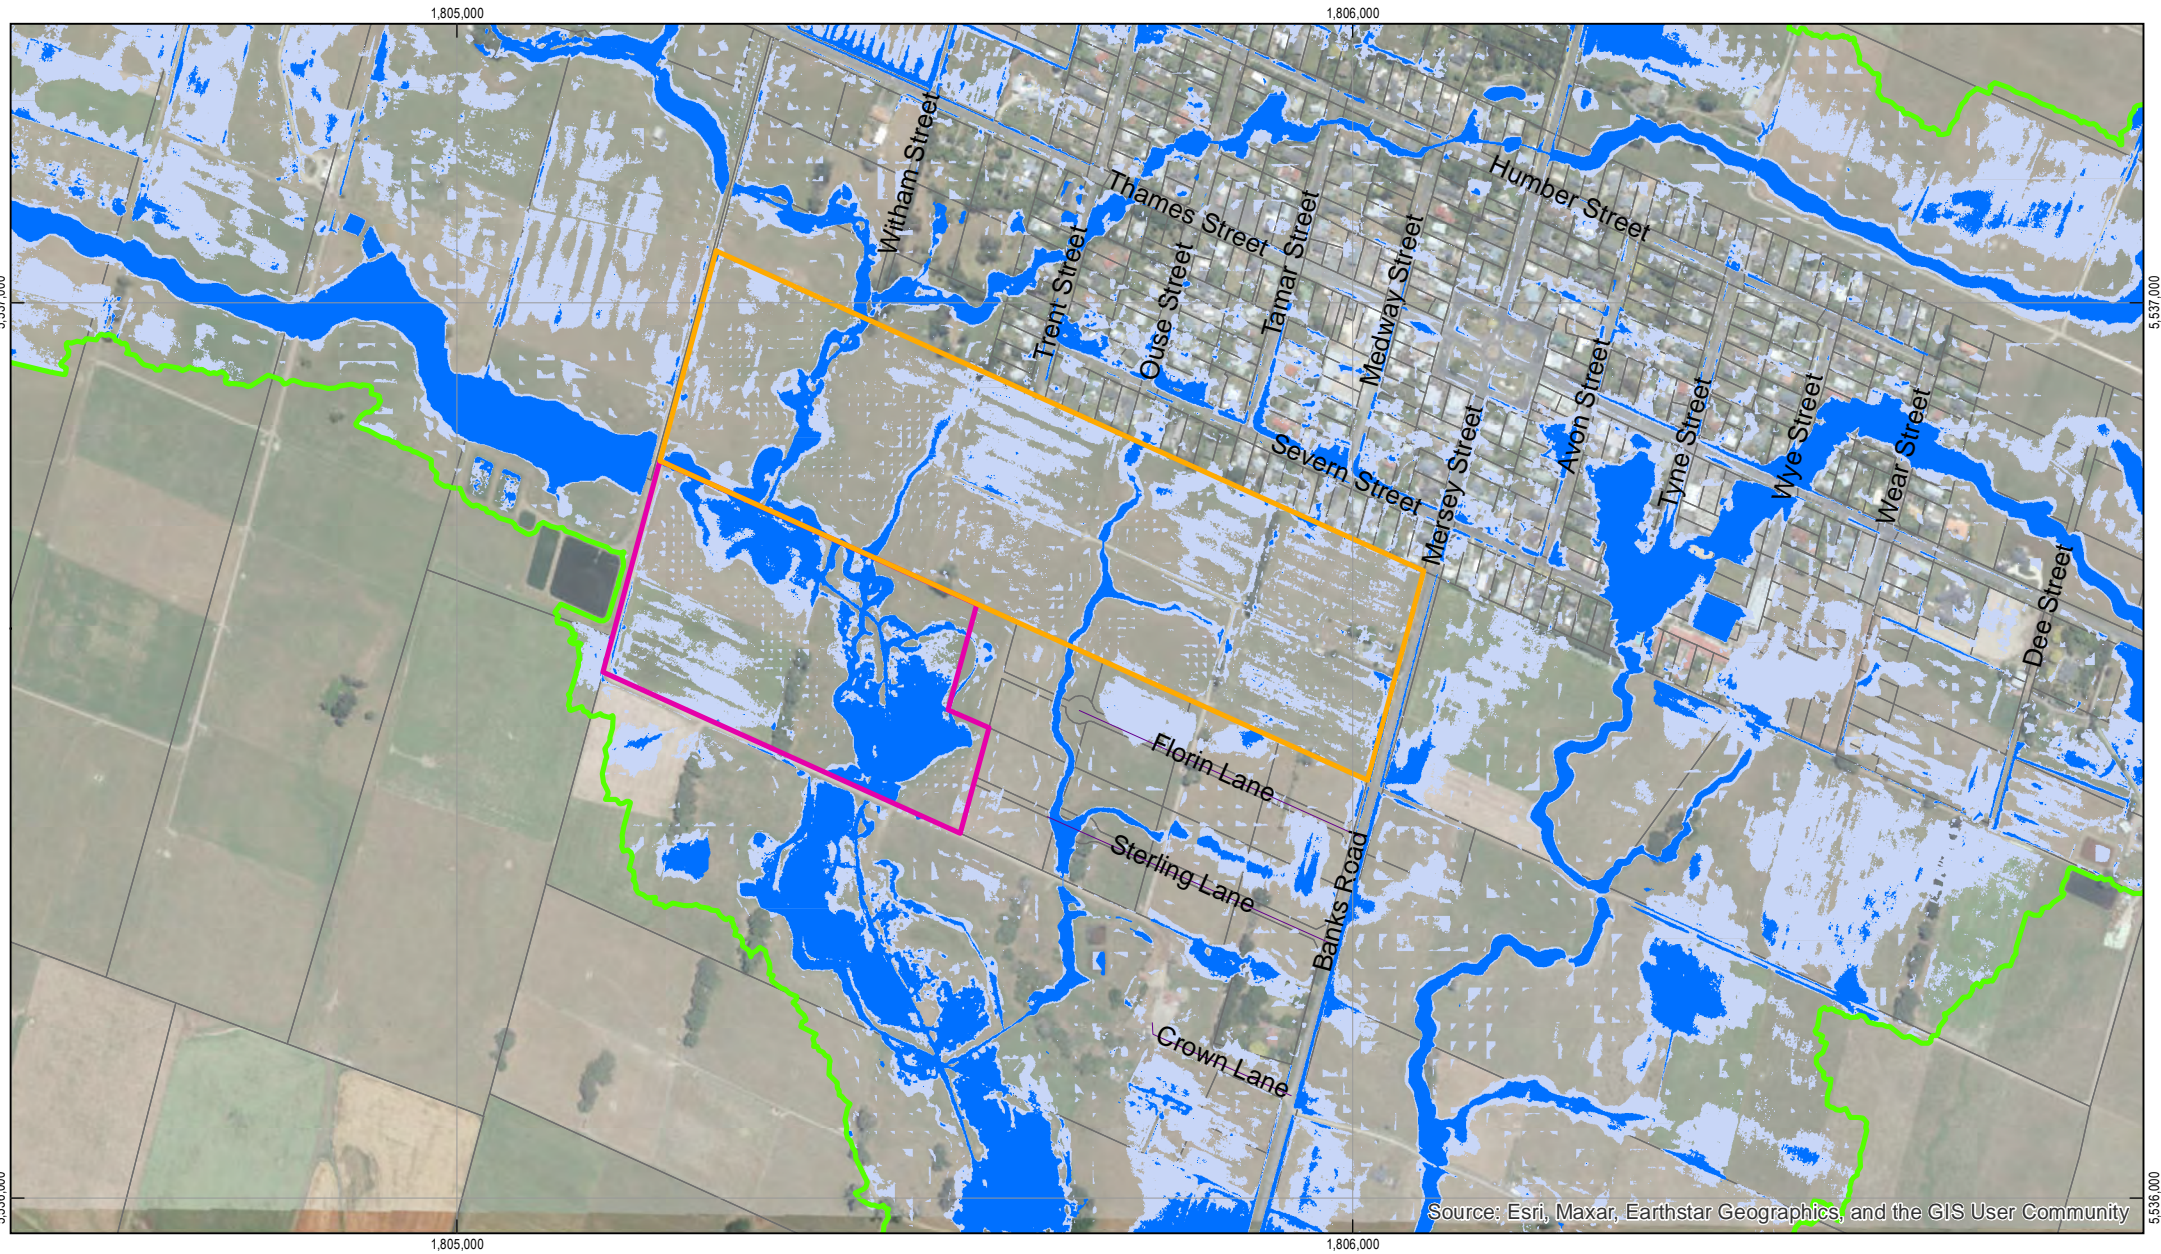 1,805,000
1,806,000
Witham Street
Thames Street
Humber Street
Trent Street
Ouse Street
Tamar Street
Medway Street
5,537,000
Avon Street
Tyne Street
Wye Street
Wear Street
Severn Street
Mersey Street
Dee Street
Florin Lane
Sterling Lane
Banks Road
Crown Lane
5,536,000
Source: Esri, Maxar, Earthstar Geographics, and the GIS User Community
1,805,000
1,806,000